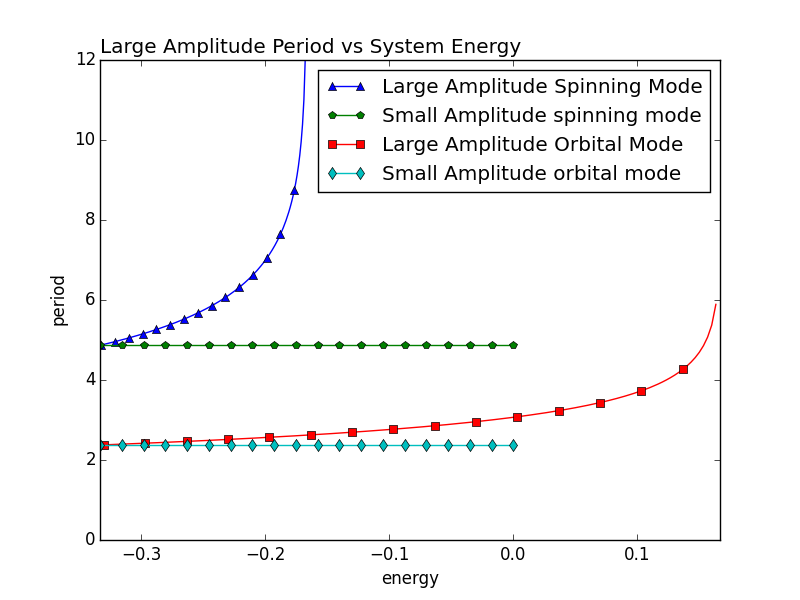 Large Amplitude Period vs System Energy
12
10
8
6
4
2
0
period
Large Amplitude Spinning Mode
Small Amplitude spinning mode
Large Amplitude Orbital Mode
Small Amplitude orbital mode
−0.3 −0.2 −0.1 0.0 0.1
energy